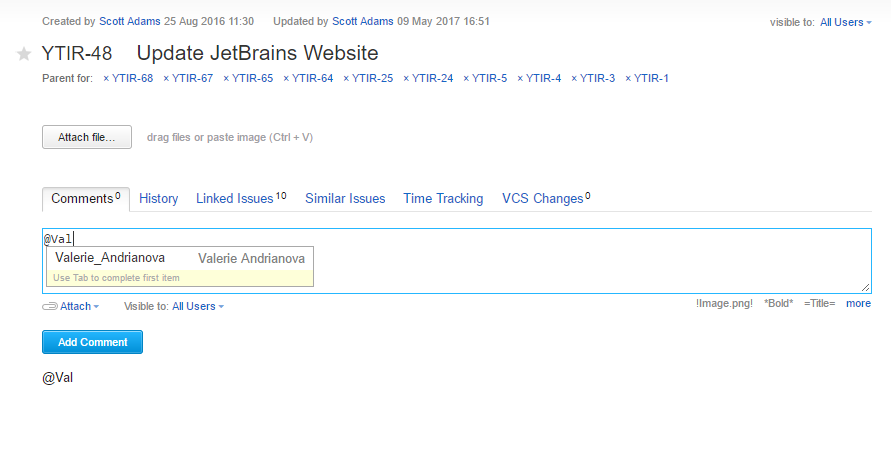 Created by Scott Adams 25 Aug 2016 11:30 Updated by Scott Adams 09 May 2017 16:51 visible to: All Users
YTIR-48 Update JetBrains Website
Parent for: × YTIR-68 × YTIR-67 × YTIR-65 × YTIR-64 × YTIR-25 × YTIR-24 × YTIR-5 × YTIR-4 × YTIR-3 × YTIR-1
Attach file... drag files or paste image (Ctrl + V)
Comments 0 History Linked Issues 10 Similar Issues Time Tracking VCS Changes 0
@Val
Valerie_Andrianova Valerie Andrianova
Use Tab to complete first item
Attach Visible to: All Users !Image.png! *Bold* =Title= more
Add Comment
@Val